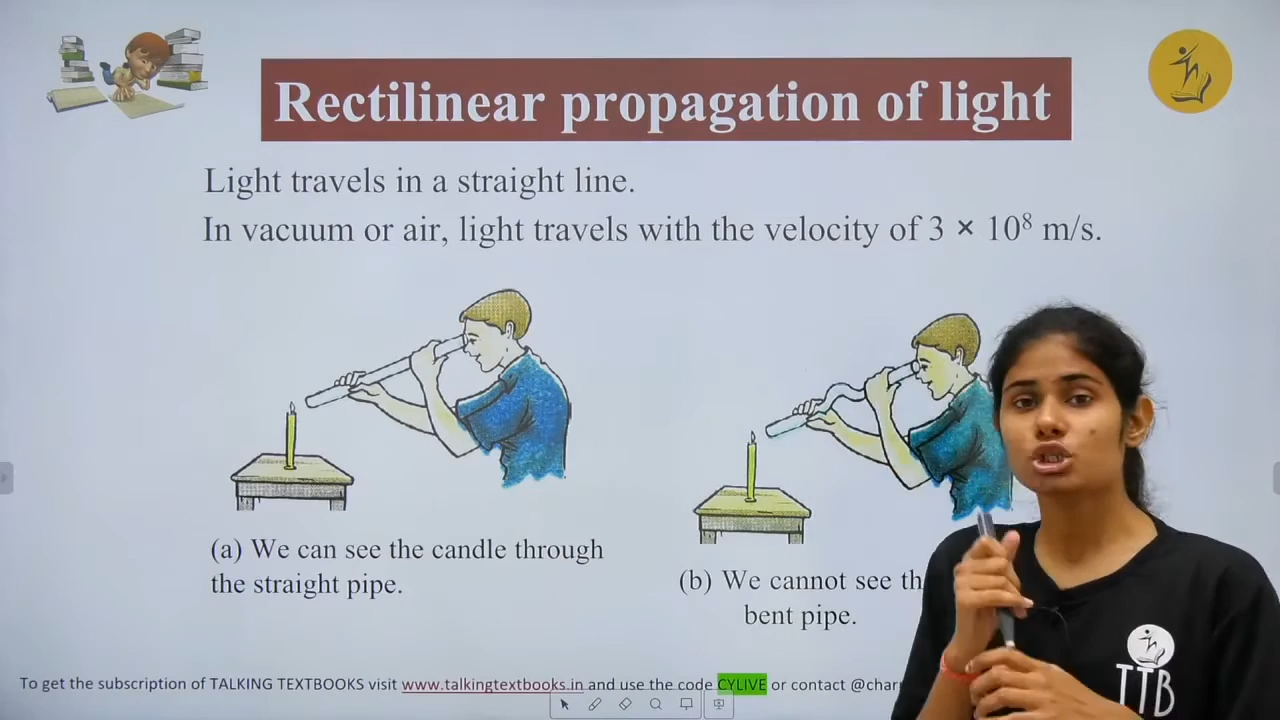 Rectilinear propagation of light
Light travels in a straight line.
In vacuum or air, light travels with the velocity of 3 × 10⁸ m/s.
(a) We can see the candle through
the straight pipe.
(b) We cannot see th
bent pipe.
To get the subscription of TALKING TEXTBOOKS visit www.talkingtextbooks.in and use the code CYLIVE or contact @char
TTB